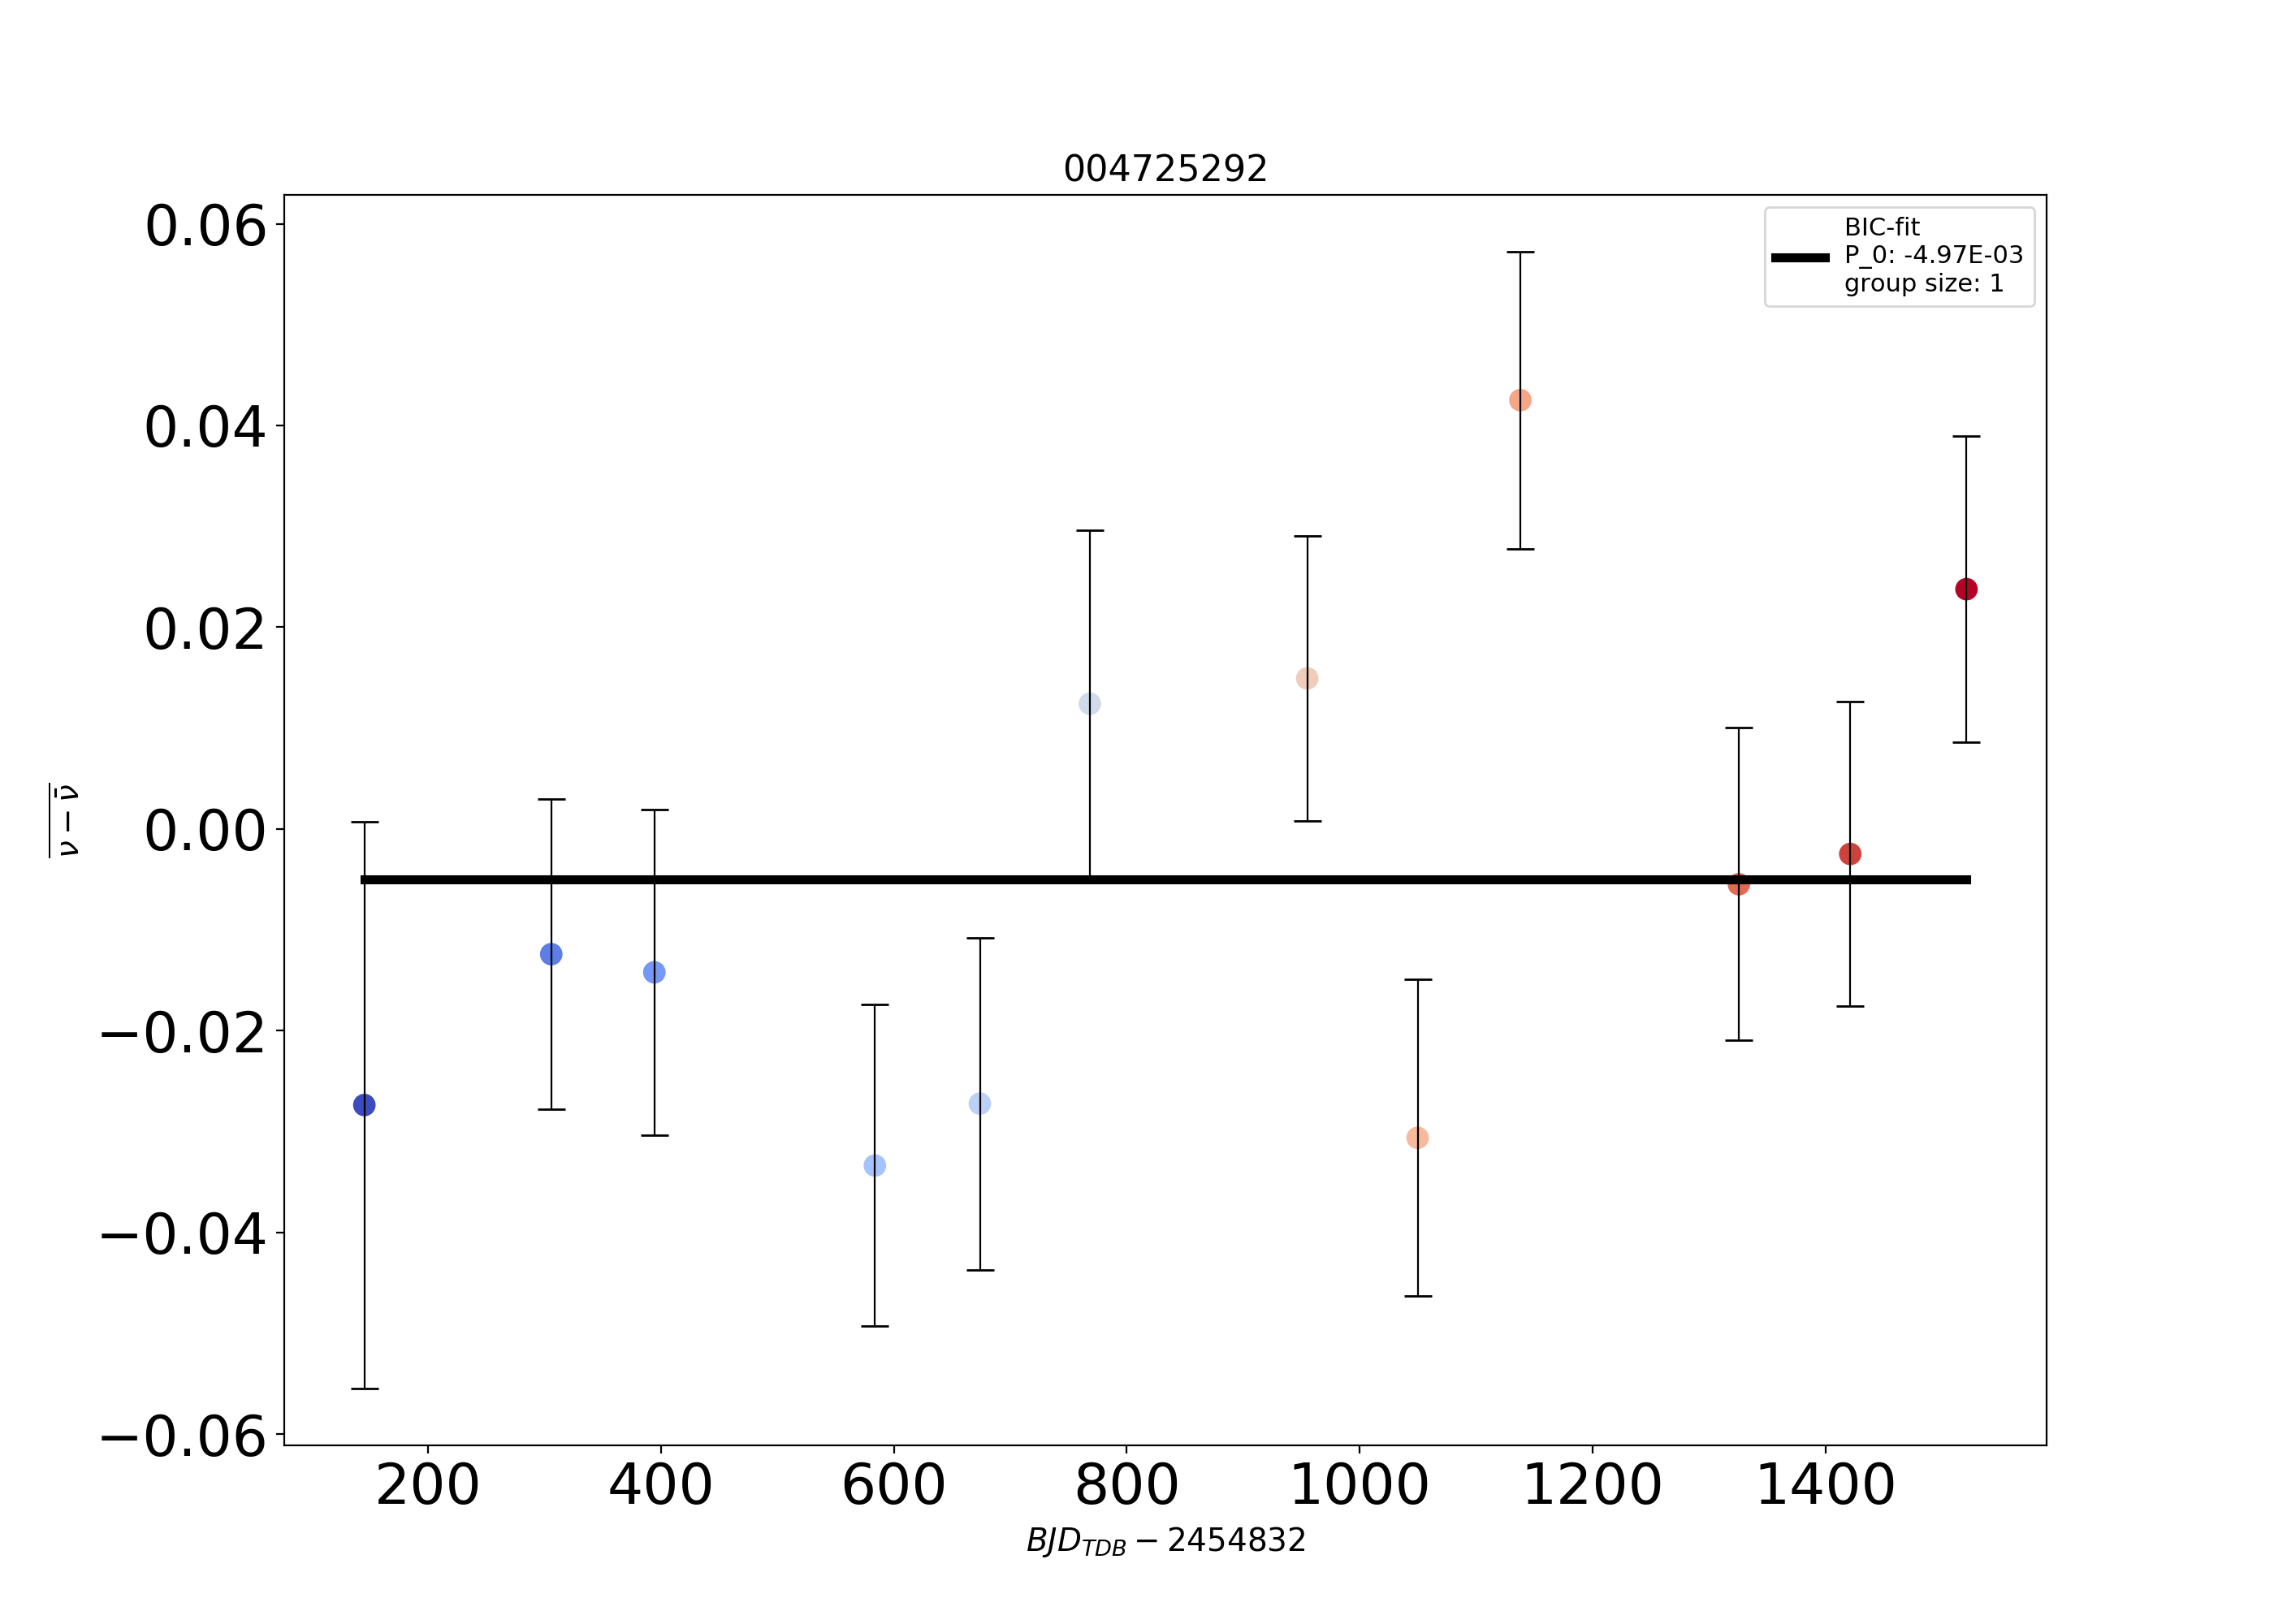 004725292
0.06
0.04
0.02
0.00
−0.02
−0.04
−0.06
ν − ν̄
BIC-fit
P_0: -4.97E-03
group size: 1
200 400 600 800 1000 1200 1400
BJD_TDB − 2454832